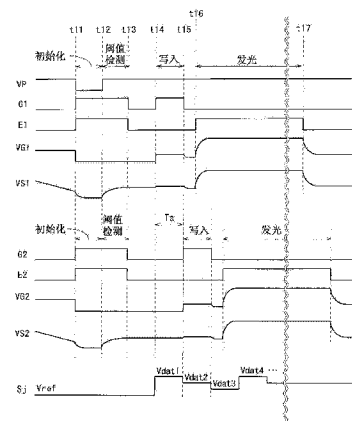 t11 t12 t13 t14 t15 t16 t17
初始化 阈值检测 写入 发光
VP
G1
E1
VG1
VS1
初始化 阈值检测 Ta 写入 发光
G2
E2
VG2
VS2
Sj Vref Vdat1 Vdat2 Vdat3 Vdat4 ...